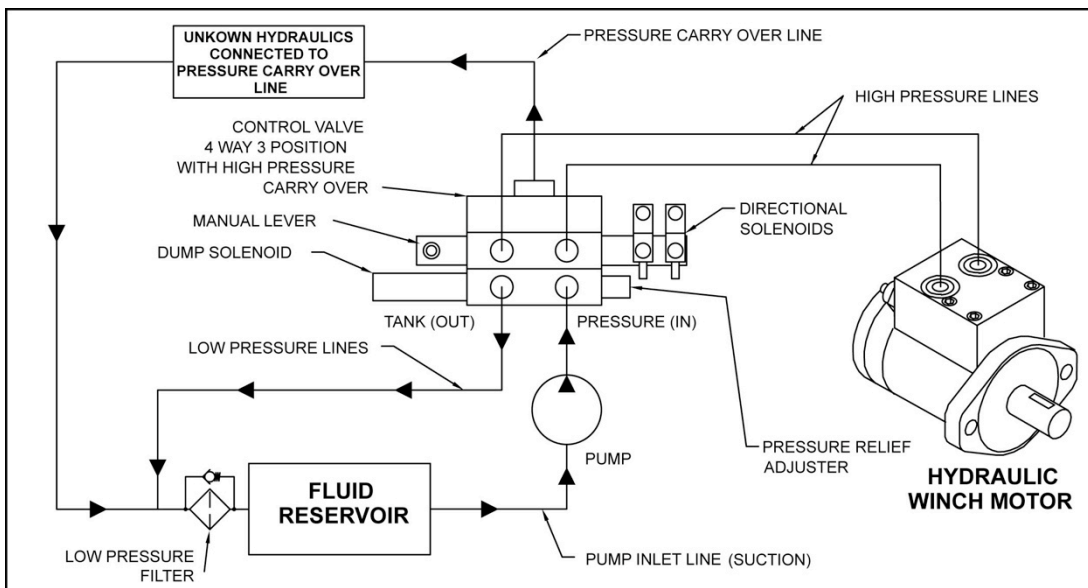 UNKOWN HYDRAULICS
CONNECTED TO
PRESSURE CARRY OVER
LINE
PRESSURE CARRY OVER LINE
HIGH PRESSURE LINES
CONTROL VALVE
4 WAY 3 POSITION
WITH HIGH PRESSURE
CARRY OVER
MANUAL LEVER
DUMP SOLENOID
DIRECTIONAL
SOLENOIDS
TANK (OUT)
PRESSURE (IN)
LOW PRESSURE LINES
PUMP
PRESSURE RELIEF
ADJUSTER
HYDRAULIC
WINCH MOTOR
FLUID
RESERVOIR
LOW PRESSURE
FILTER
PUMP INLET LINE (SUCTION)